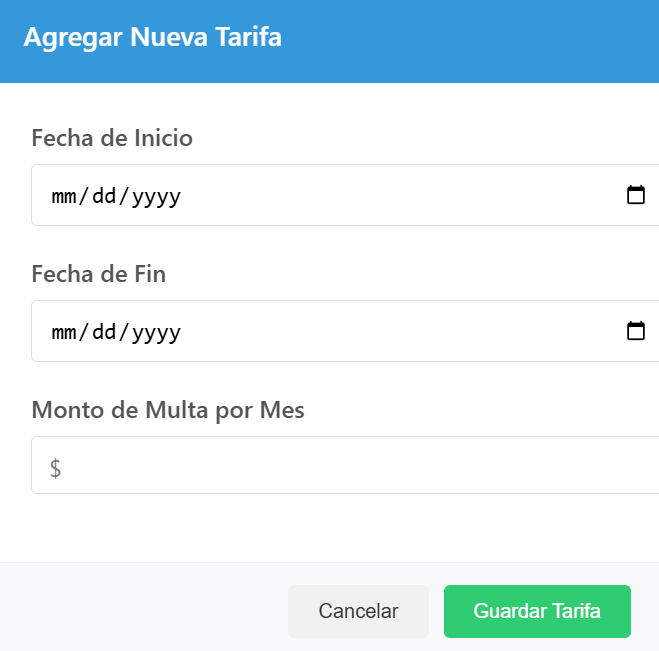 Agregar Nueva Tarifa
Fecha de Inicio
mm/dd/yyyy
Fecha de Fin
mm/dd/yyyy
Monto de Multa por Mes
$
Cancelar Guardar Tarifa